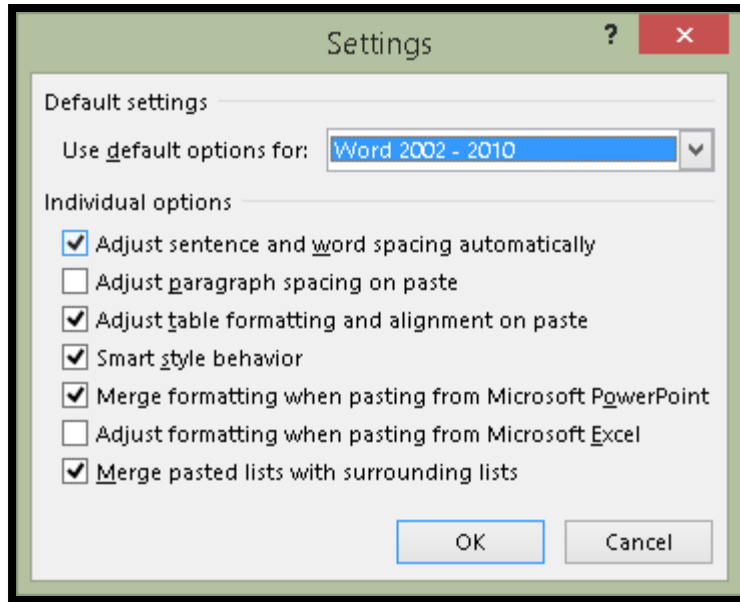 Settings ? ×
Default settings
Use default options for: Word 2002 - 2010
Individual options
Adjust sentence and word spacing automatically
Adjust paragraph spacing on paste
Adjust table formatting and alignment on paste
Smart style behavior
Merge formatting when pasting from Microsoft PowerPoint
Adjust formatting when pasting from Microsoft Excel
Merge pasted lists with surrounding lists
OK Cancel